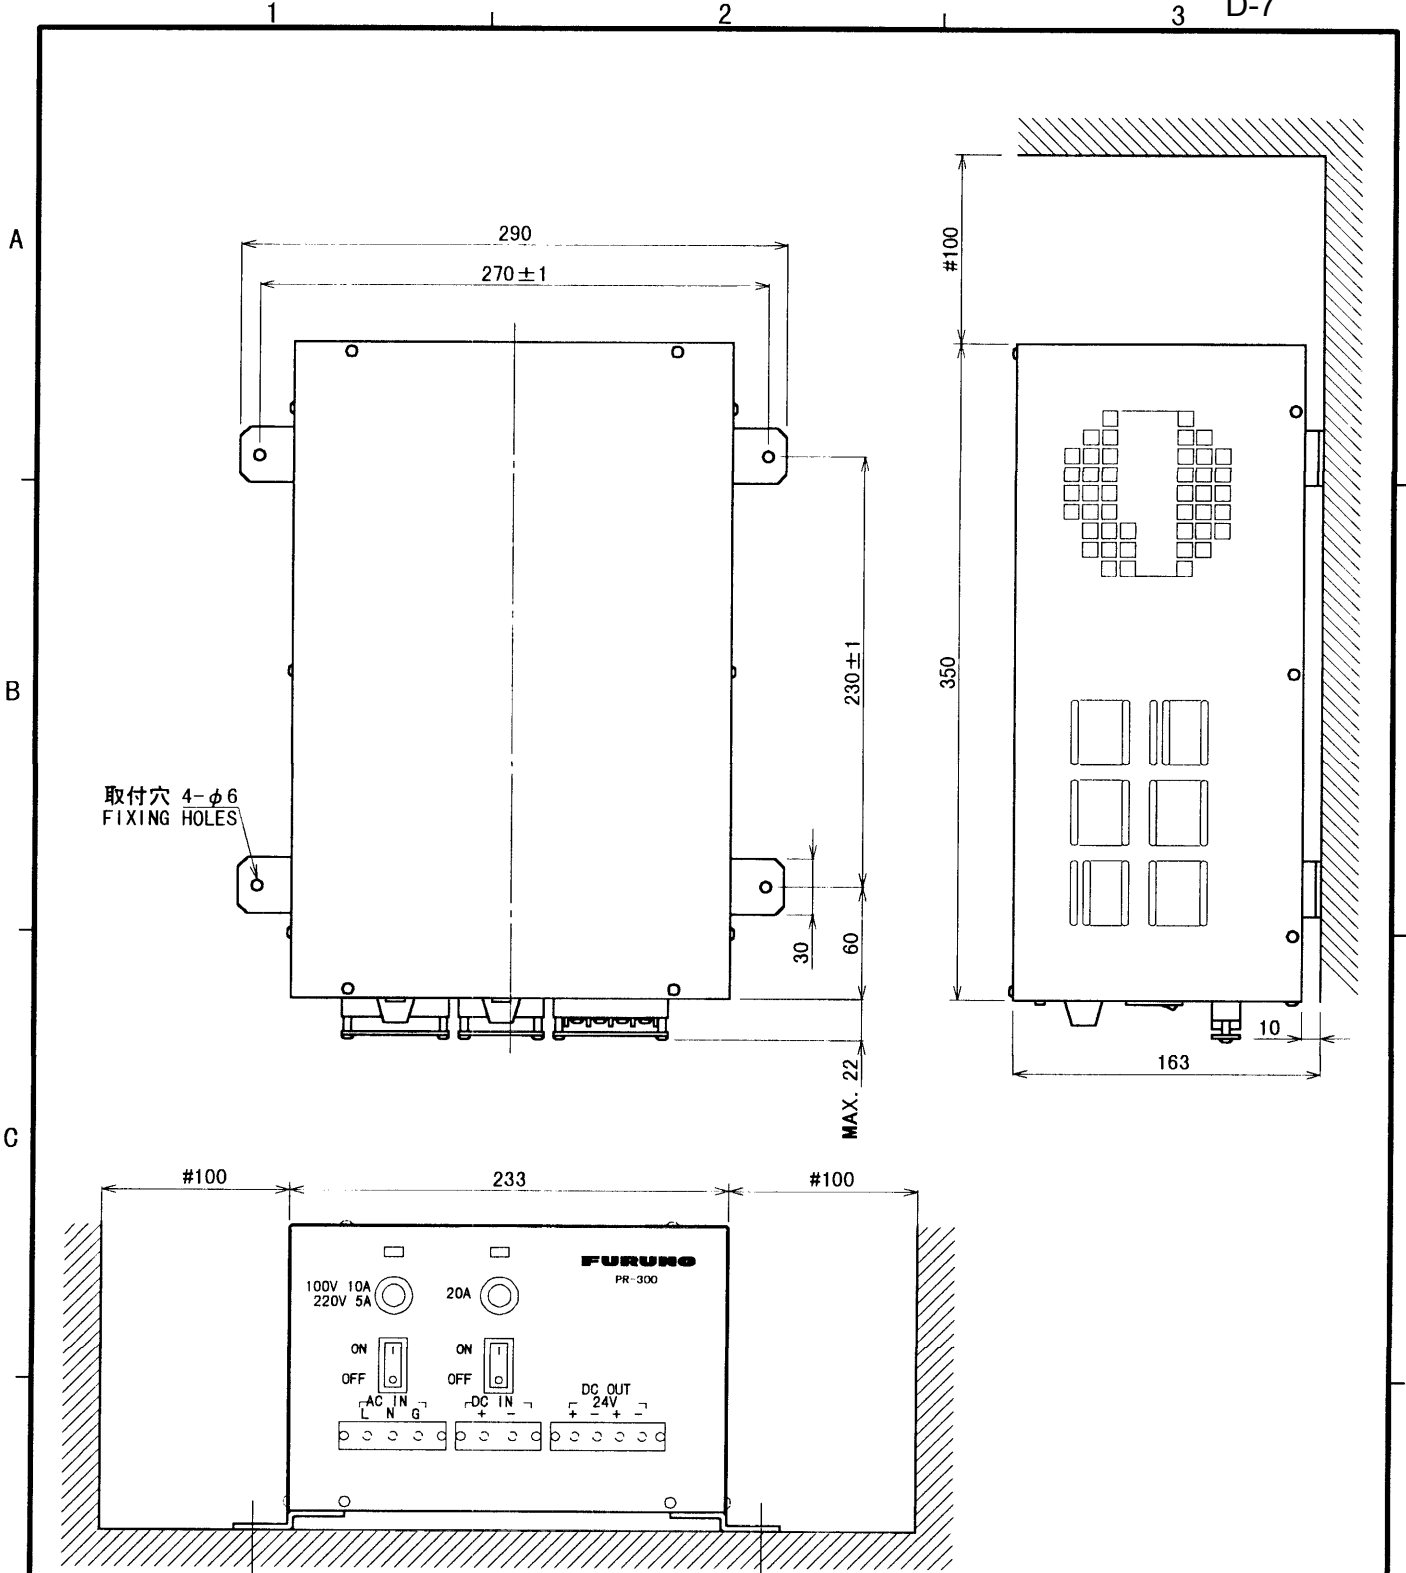 D-7
1
2
3
A
B
C
290
270±1
#100
350
230±1
取付穴 4-φ6
FIXING HOLES
30
60
MAX. 22
10
163
#100
233
#100
FURUNO
PR-300
100V 10A
220V 5A
20A
ON
ON
OFF
OFF
AC IN
DC IN
DC OUT
24V
L N G
+ -
+ - + -